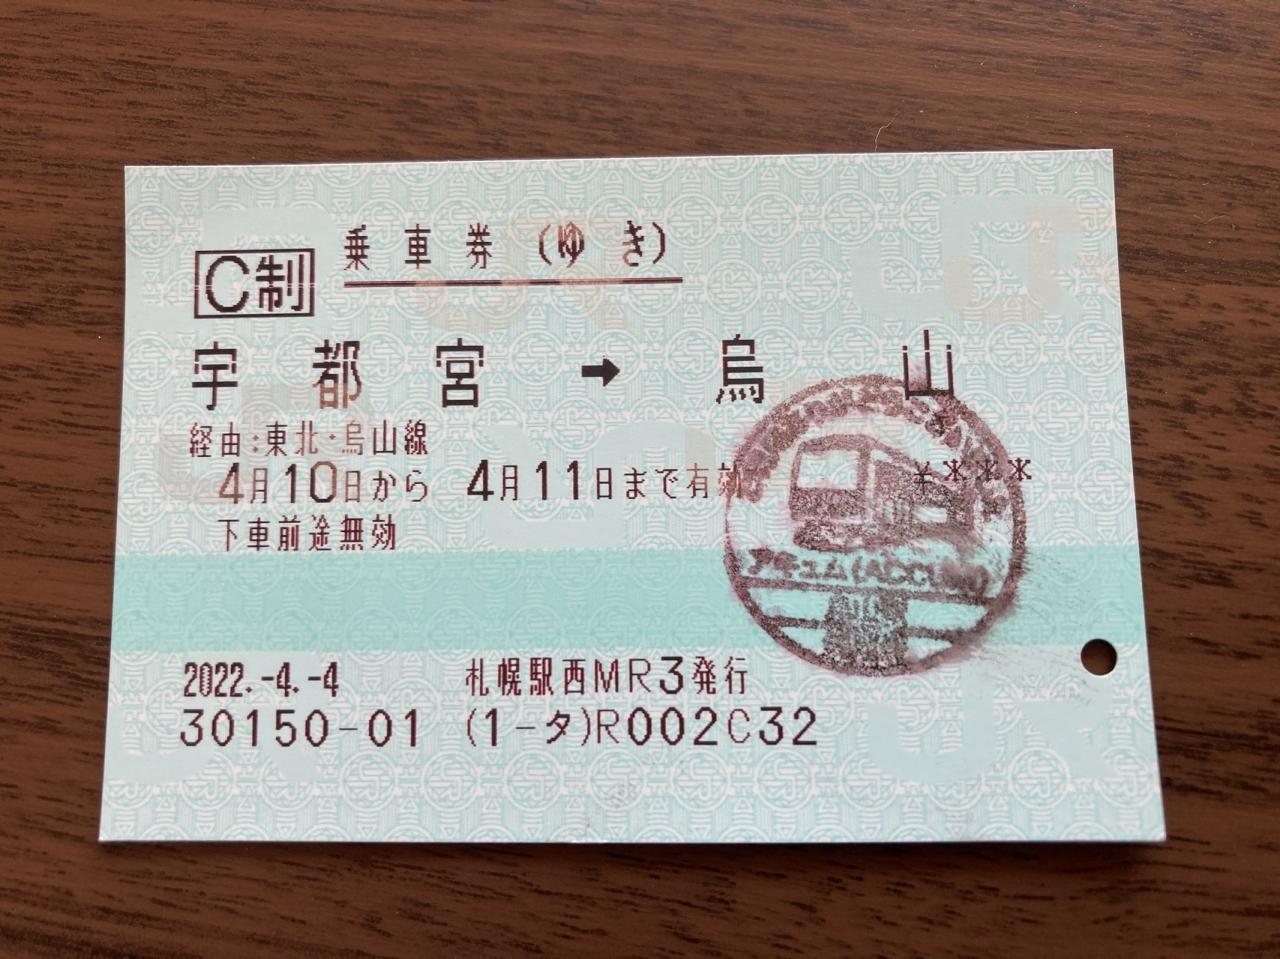 C制 乗車券(ゆき)
宇都宮 ➡ 烏山
経由:東北・烏山線
4月10日から 4月11日まで有効 ¥***
下車前途無効
アキュム(ACCUM)
2022.-4.-4 札幌駅西MR3発行
30150-01 (1-タ)R002C32